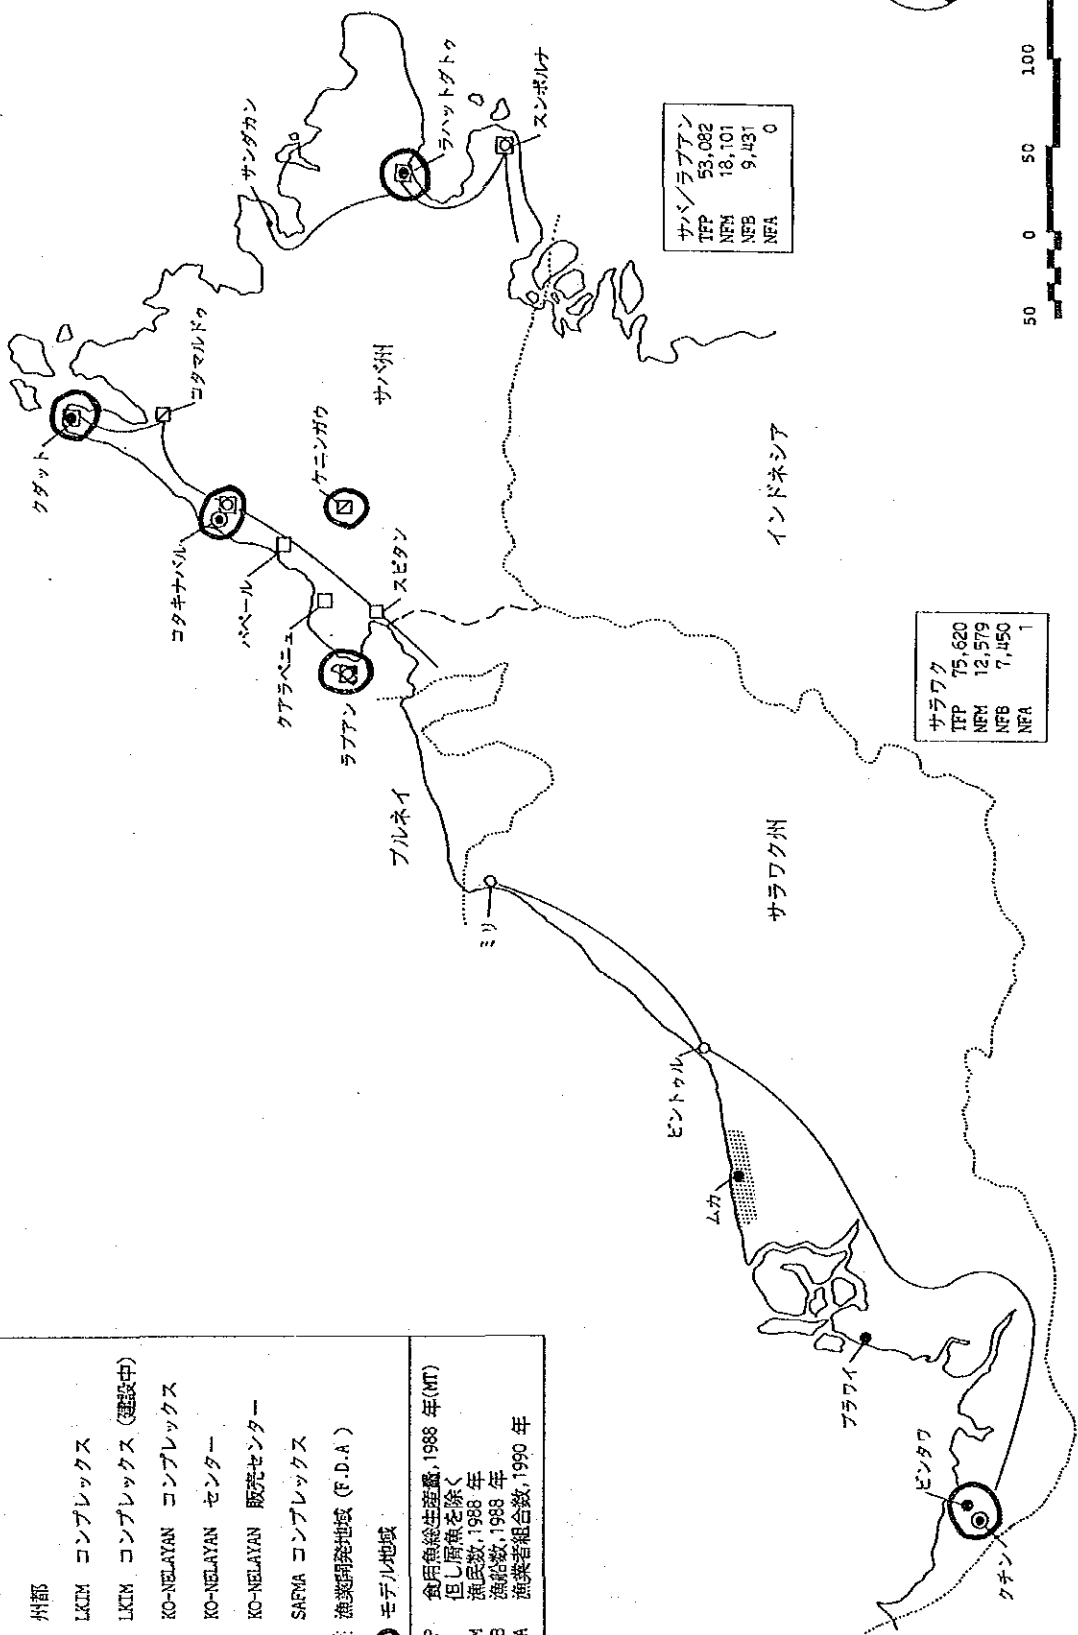 州都
LKIM コンプレックス
LKIM コンプレックス (建設中)
KO-NELAYAN コンプレックス
KO-NELAYAN センター
KO-NELAYAN 販売センター
SAFMA コンプレックス
漁業開発地域 (F.D.A)
モデル地域
P 食用魚総生産量,1988 年(MT)
但し屑魚を除く
M 漁民数,1988 年
B 漁船数,1988 年
A 漁業者組合数,1990 年
クダット
コタマルドゥ
コタキナバル
パペール
クアラペニュ
ラブアン
スピタン
ケニンガウ
サバ州
サンダカン
ラハットダトゥ
スンポルナ
ブルネイ
インドネシア
ミリー
サラワク州
ビントゥル
ムカ
ブラワイ
ビンタワ
クチン
サバ/ラブアン
TFP 53,082
NFM 18,101
NFB 9,431
NFA 0
サラワク
TFP 75,620
NFM 12,579
NFB 7,450
NFA 1
50 0 50 100